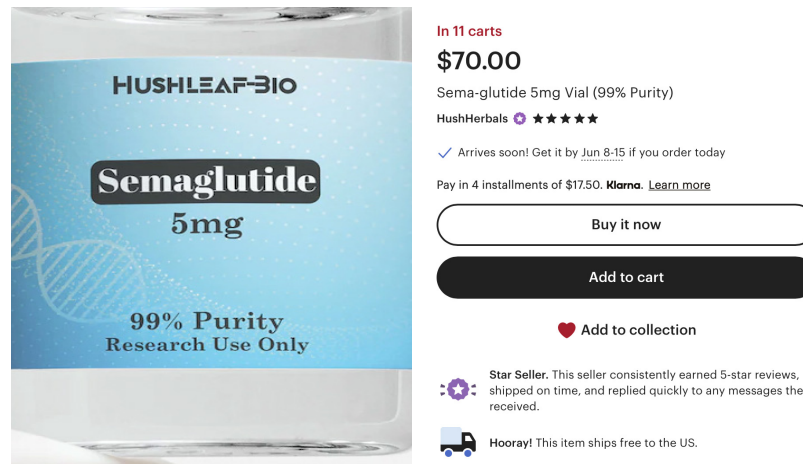 HUSHLEAF-BIO
Semaglutide
5mg
99% Purity
Research Use Only
In 11 carts
$70.00
Sema-glutide 5mg Vial (99% Purity)
HushHerbals ★★★★★
Arrives soon! Get it by Jun 8-15 if you order today
Pay in 4 installments of $17.50. Klarna. Learn more
Buy it now
Add to cart
Add to collection
Star Seller. This seller consistently earned 5-star reviews,
shipped on time, and replied quickly to any messages the
received.
Hooray! This item ships free to the US.